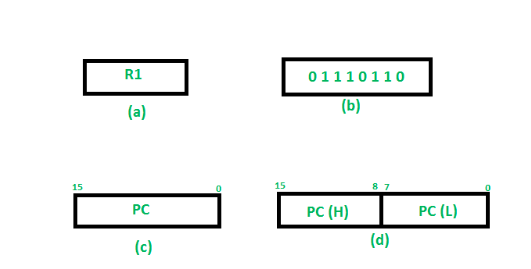 R1
0 1 1 1 0 1 1 0
(a)
(b)
15 0
15 8 7 0
PC
PC (H) PC (L)
(c)
(d)